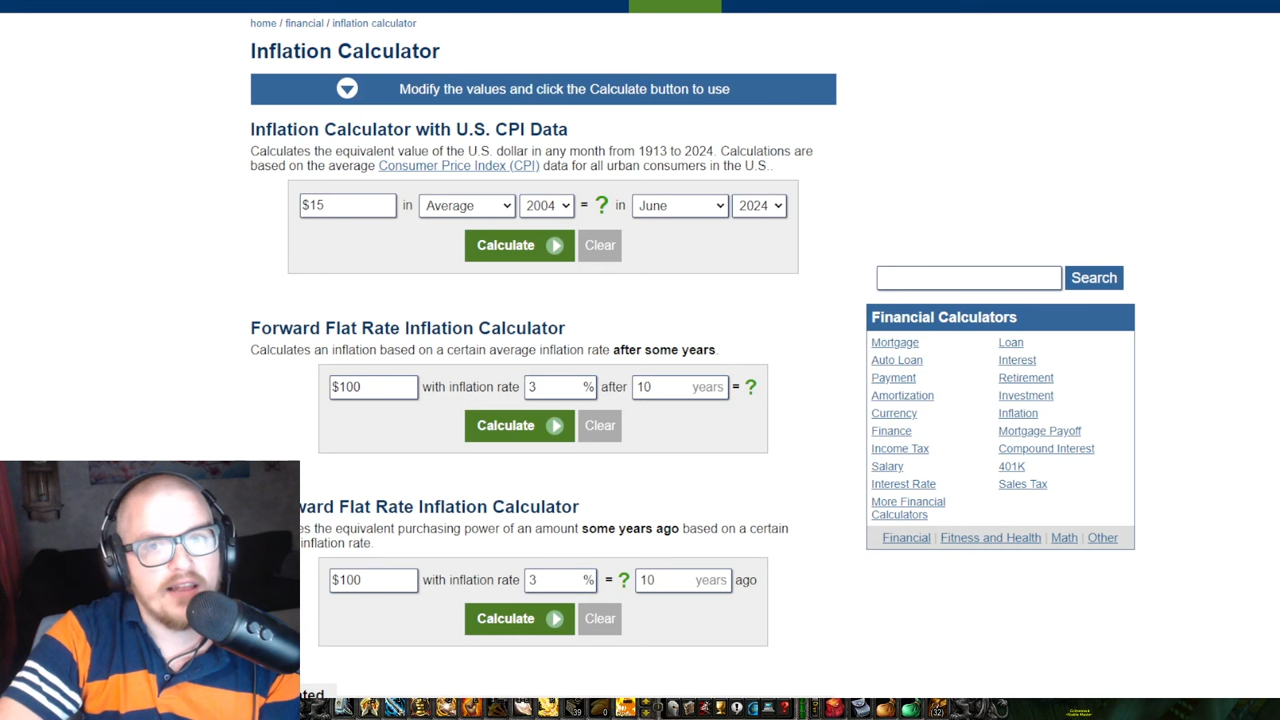 home / financial / inflation calculator
Inflation Calculator
Modify the values and click the Calculate button to use
Inflation Calculator with U.S. CPI Data
Calculates the equivalent value of the U.S. dollar in any month from 1913 to 2024. Calculations are
based on the average Consumer Price Index (CPI) data for all urban consumers in the U.S..
$15 in Average 2004 = ? in June 2024
Calculate Clear
Search
Financial Calculators
Mortgage Loan
Auto Loan Interest
Payment Retirement
Amortization Investment
Currency Inflation
Finance Mortgage Payoff
Income Tax Compound Interest
Salary 401K
Interest Rate Sales Tax
More Financial
Calculators
Financial | Fitness and Health | Math | Other
Forward Flat Rate Inflation Calculator
Calculates an inflation based on a certain average inflation rate after some years.
$100 with inflation rate 3 % after 10 years = ?
Calculate Clear
ward Flat Rate Inflation Calculator
es the equivalent purchasing power of an amount some years ago based on a certain
inflation rate.
$100 with inflation rate 3 % = ? 10 years ago
Calculate Clear
39
0
(32)